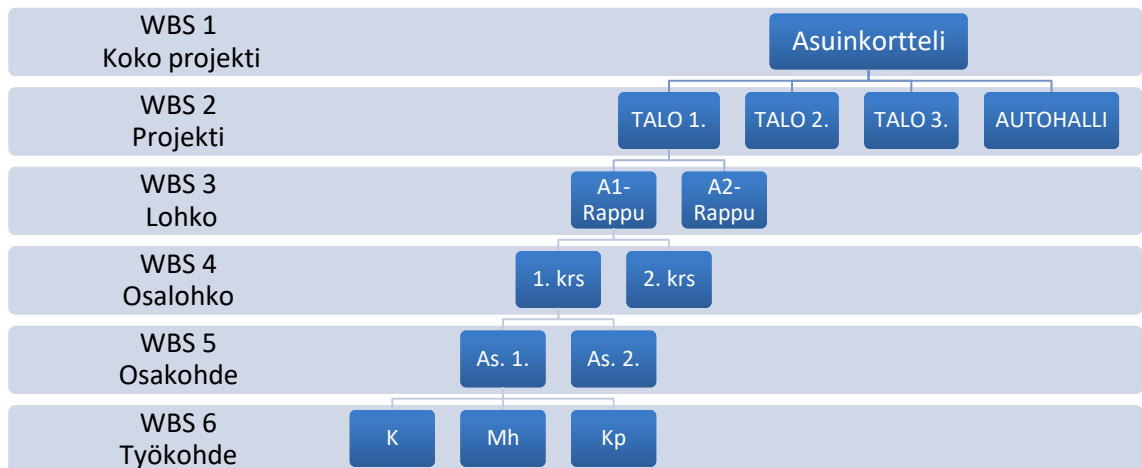 WBS 1
Koko projekti
Asuinkortteli
WBS 2
Projekti
TALO 1.
TALO 2.
TALO 3.
AUTOHALLI
WBS 3
Lohko
A1-
Rappu
A2-
Rappu
WBS 4
Osalohko
1. krs
2. krs
WBS 5
Osakohde
As. 1.
As. 2.
WBS 6
Työkohde
K
Mh
Kp